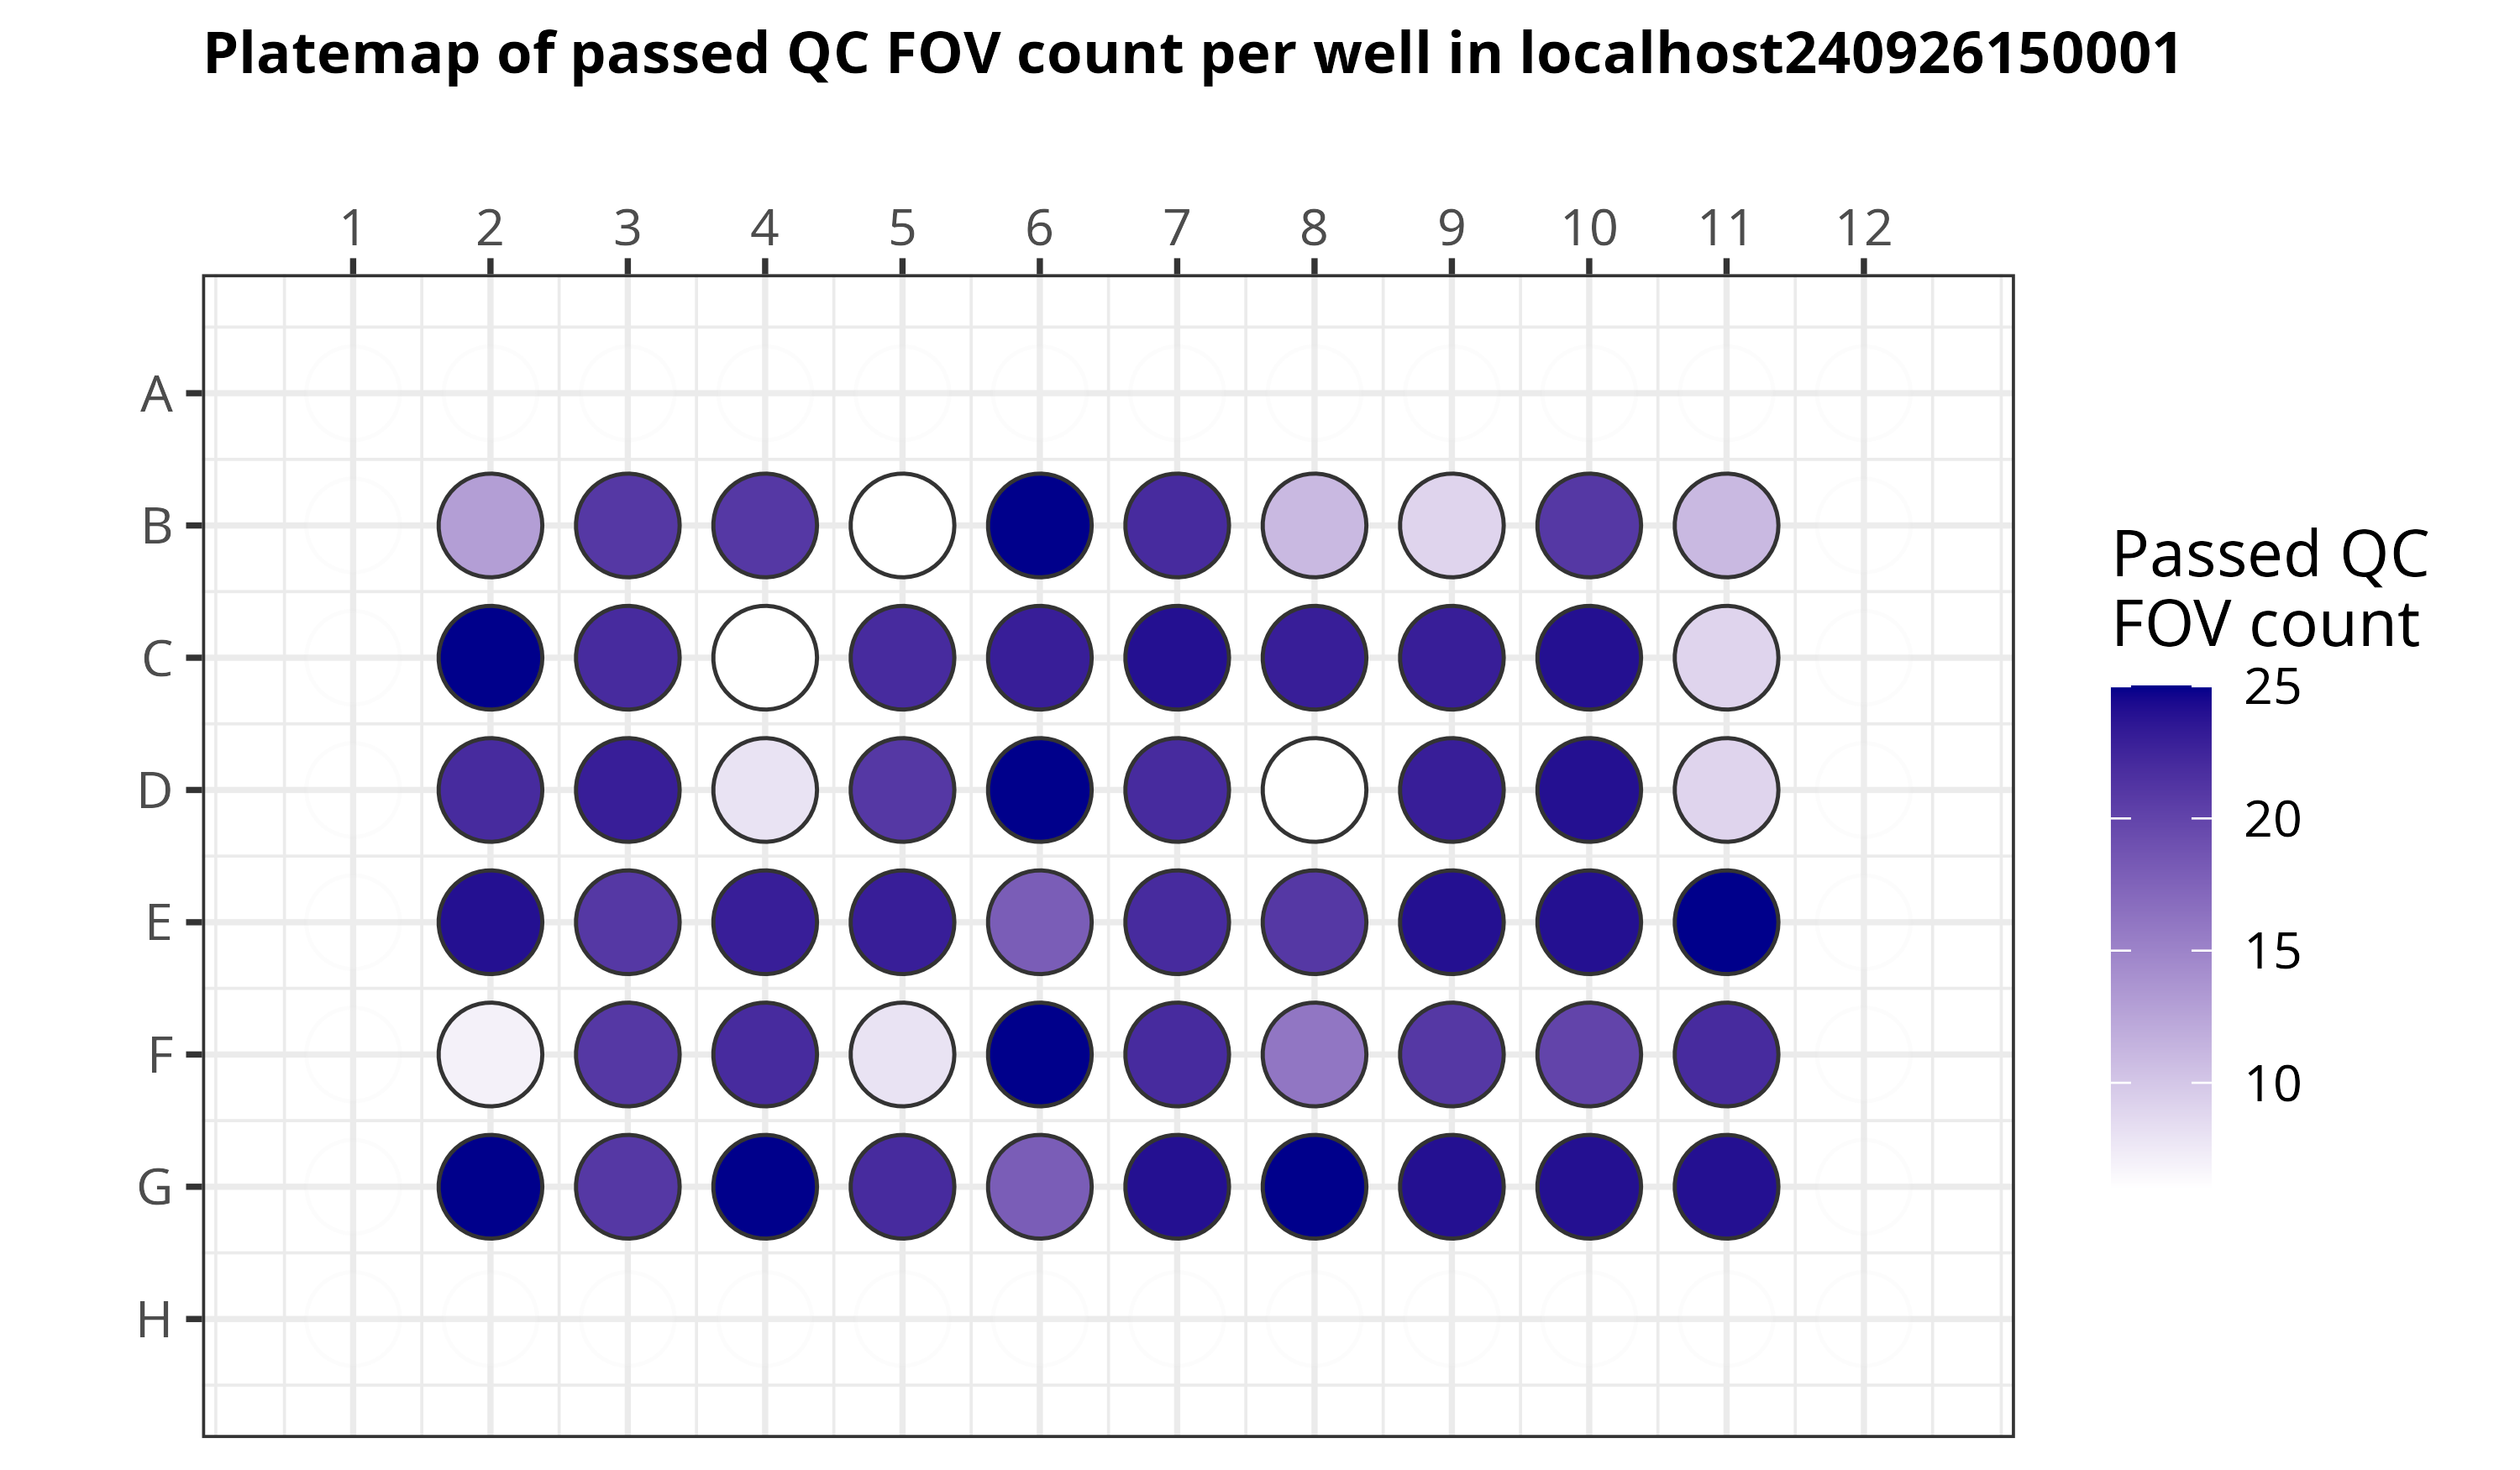 Platemap of passed QC FOV count per well in localhost240926150001
1 2 3 4 5 6 7 8 9 10 11 12
A
B
C
D
E
F
G
H
Passed QC
FOV count
25
20
15
10